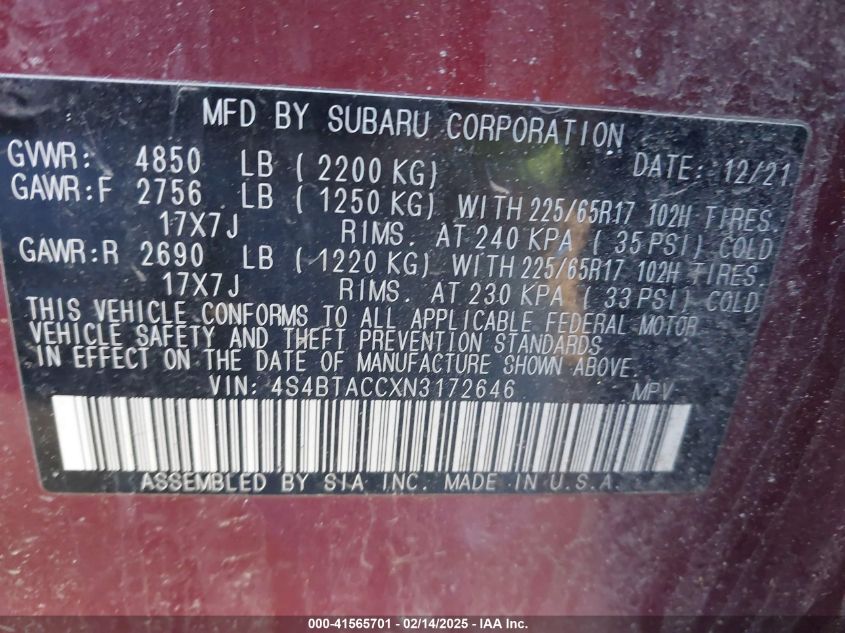 MFD BY SUBARU CORPORATION
GVWR: 4850 LB ( 2200 KG) DATE: 12/21
GAWR:F 2756 LB ( 1250 KG) WITH 225/65R17 102H TIRES.
17X7J RIMS. AT 240 KPA ( 35 PSI) COLD
GAWR:R 2690 LB ( 1220 KG) WITH 225/65R17 102H TIRES.
17X7J RIMS. AT 230 KPA ( 33 PSI) COLD
THIS VEHICLE CONFORMS TO ALL APPLICABLE FEDERAL MOTOR
VEHICLE SAFETY AND THEFT PREVENTION STANDARDS
IN EFFECT ON THE DATE OF MANUFACTURE SHOWN ABOVE.
VIN: 4S4BTACCXN3172646 MPV
ASSEMBLED BY SIA INC. MADE IN U.S.A.
000-41565701 - 02/14/2025 - IAA Inc.